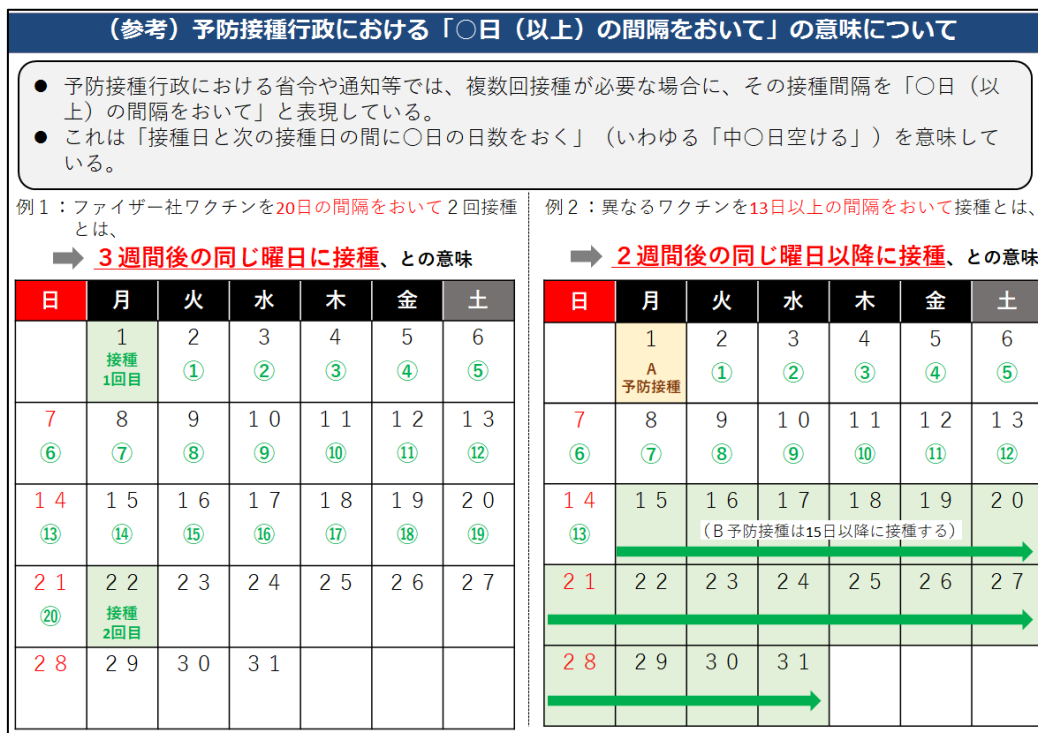 （参考）予防接種行政における「○日（以上）の間隔をおいて」の意味について
● 予防接種行政における省令や通知等では、複数回接種が必要な場合に、その接種間隔を「○日（以
上）の間隔をおいて」と表現している。
● これは「接種日と次の接種日の間に○日の日数をおく」（いわゆる「中○日空ける」）を意味して
いる。
例１：ファイザー社ワクチンを20日の間隔をおいて２回接種
とは、
➡ ３週間後の同じ曜日に接種、との意味
日 月 火 水 木 金 土
1 2 3 4 5 6
接種
1回目 ① ② ③ ④ ⑤
7 8 9 10 11 12 13
⑥ ⑦ ⑧ ⑨ ⑩ ⑪ ⑫
14 15 16 17 18 19 20
⑬ ⑭ ⑮ ⑯ ⑰ ⑱ ⑲
21 22 23 24 25 26 27
⑳ 接種
2回目
28 29 30 31
例２：異なるワクチンを13日以上の間隔をおいて接種とは、
➡ ２週間後の同じ曜日以降に接種、との意味
日 月 火 水 木 金 土
1 2 3 4 5 6
A
予防接種 ① ② ③ ④ ⑤
7 8 9 10 11 12 13
⑥ ⑦ ⑧ ⑨ ⑩ ⑪ ⑫
14 15 16 17 18 19 20
⑬ （Ｂ予防接種は15日以降に接種する）
21 22 23 24 25 26 27
28 29 30 31